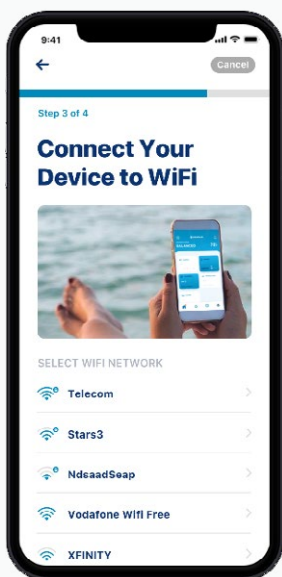 9:41
Cancel
Step 3 of 4
Connect Your
Device to WiFi
SELECT WIFI NETWORK
Telecom
Stars3
NdsaadSeap
Vodafone Wifi Free
XFINITY